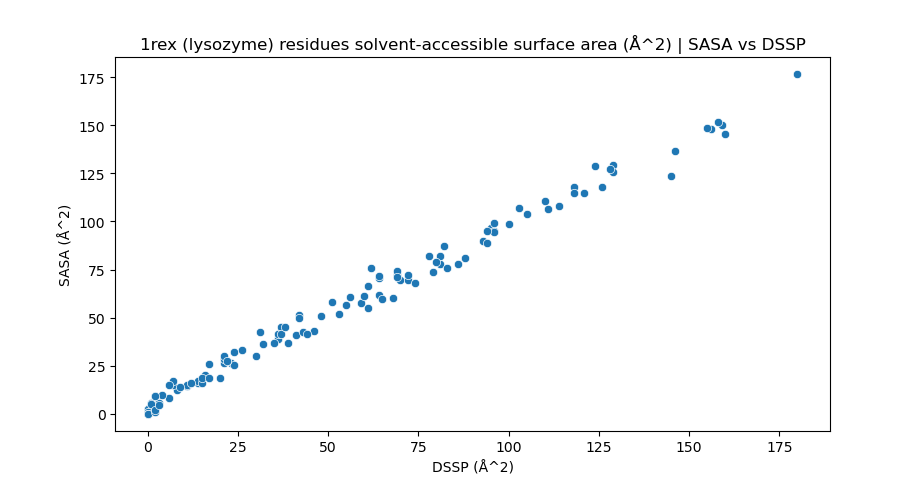 1rex (lysozyme) residues solvent-accessible surface area (Å^2) | SASA vs DSSP
175
150
125
100
75
50
25
0
SASA (Å^2)
0 25 50 75 100 125 150 175
DSSP (Å^2)